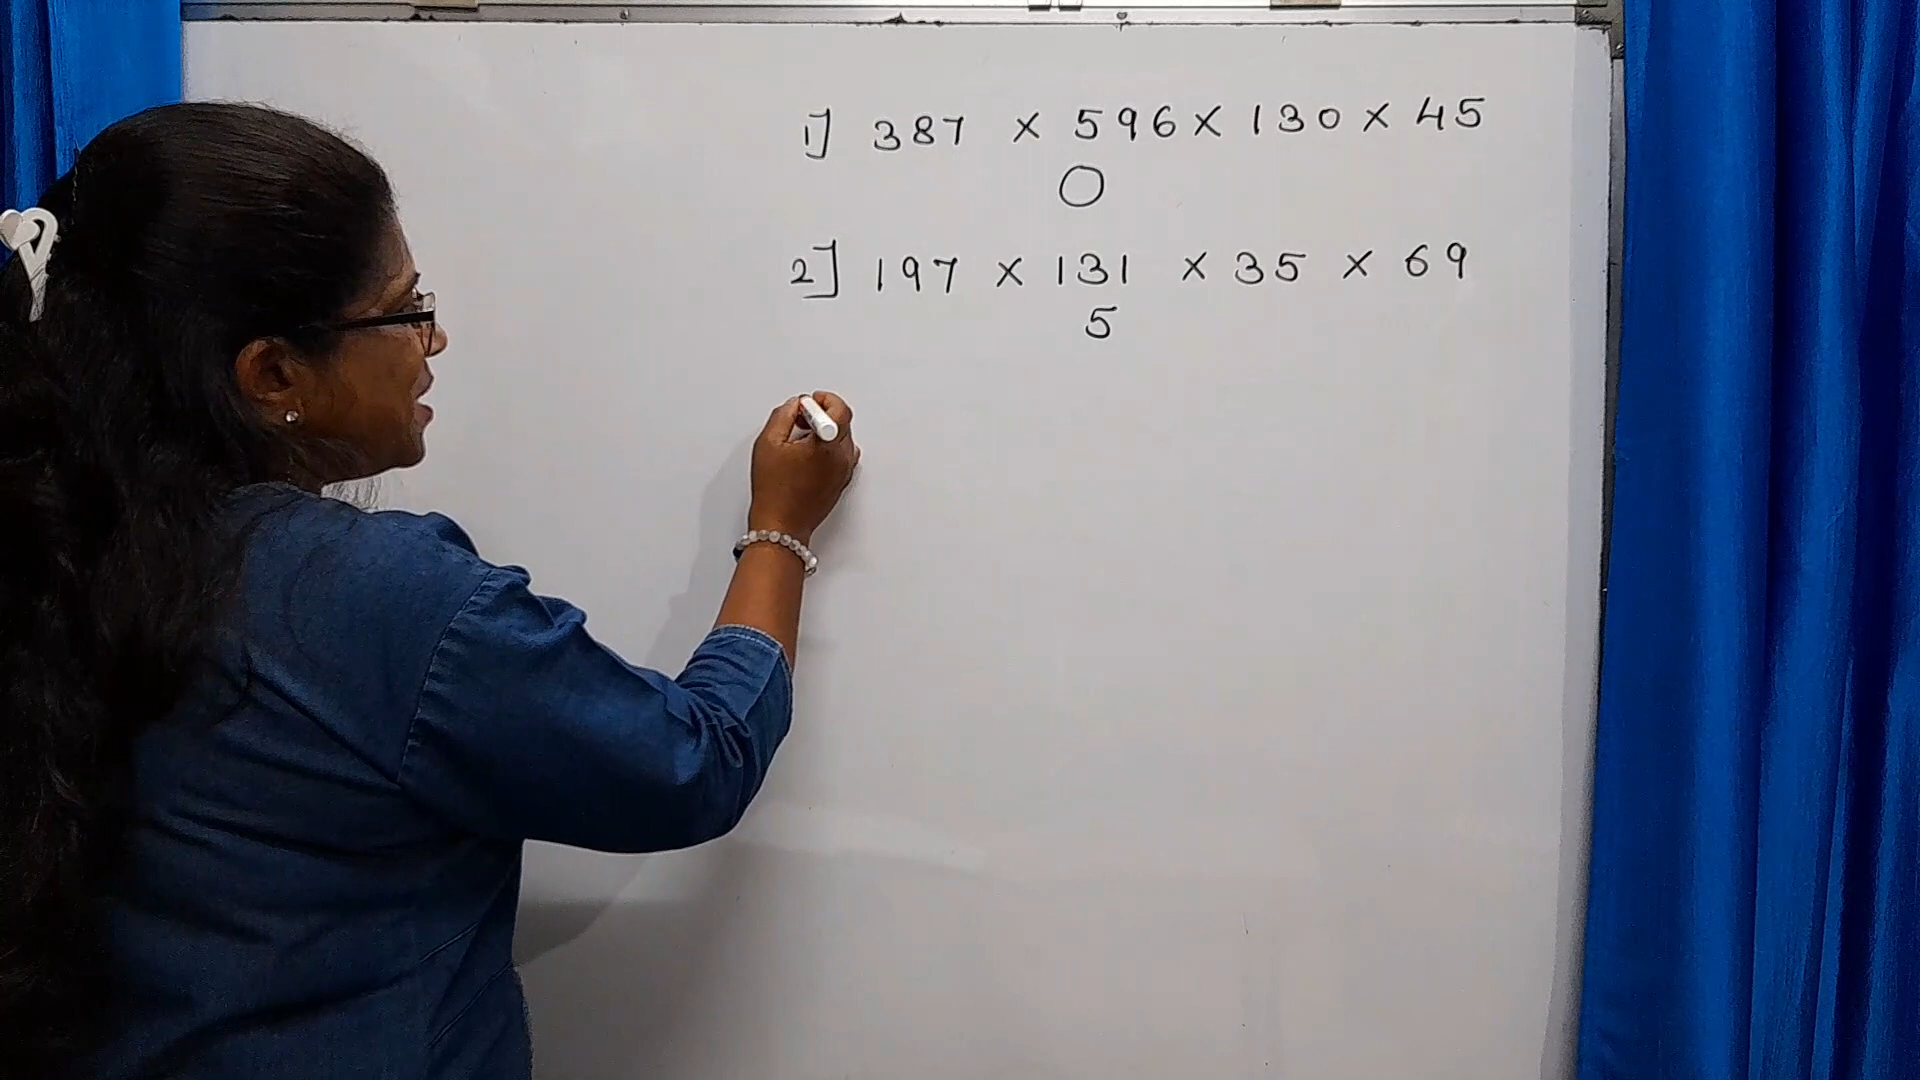 1] 387 × 596 × 130 × 45
0
2] 197 × 131 × 35 × 69
5